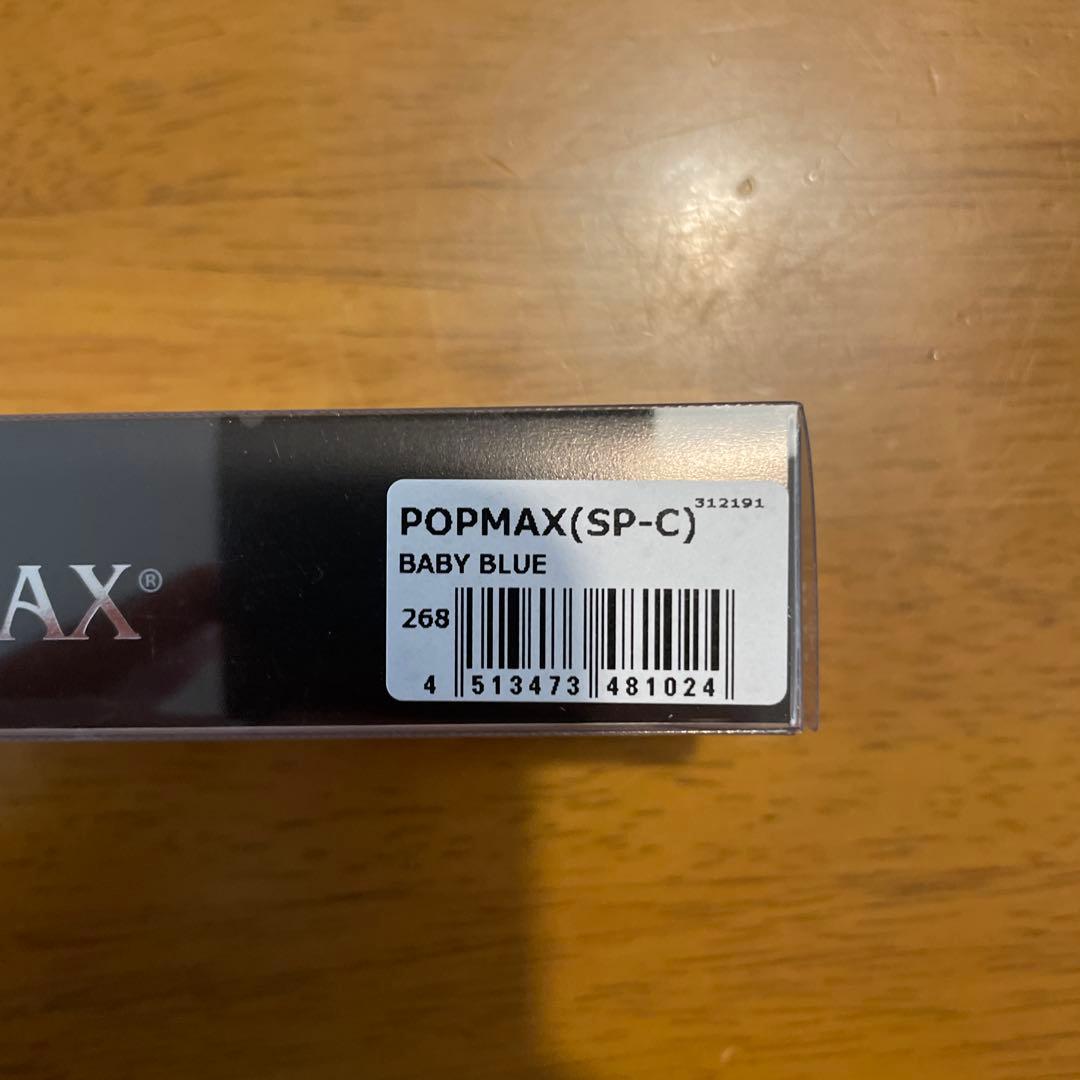 AX®
312191
POPMAX(SP-C)
BABY BLUE
268
4 513473 481024